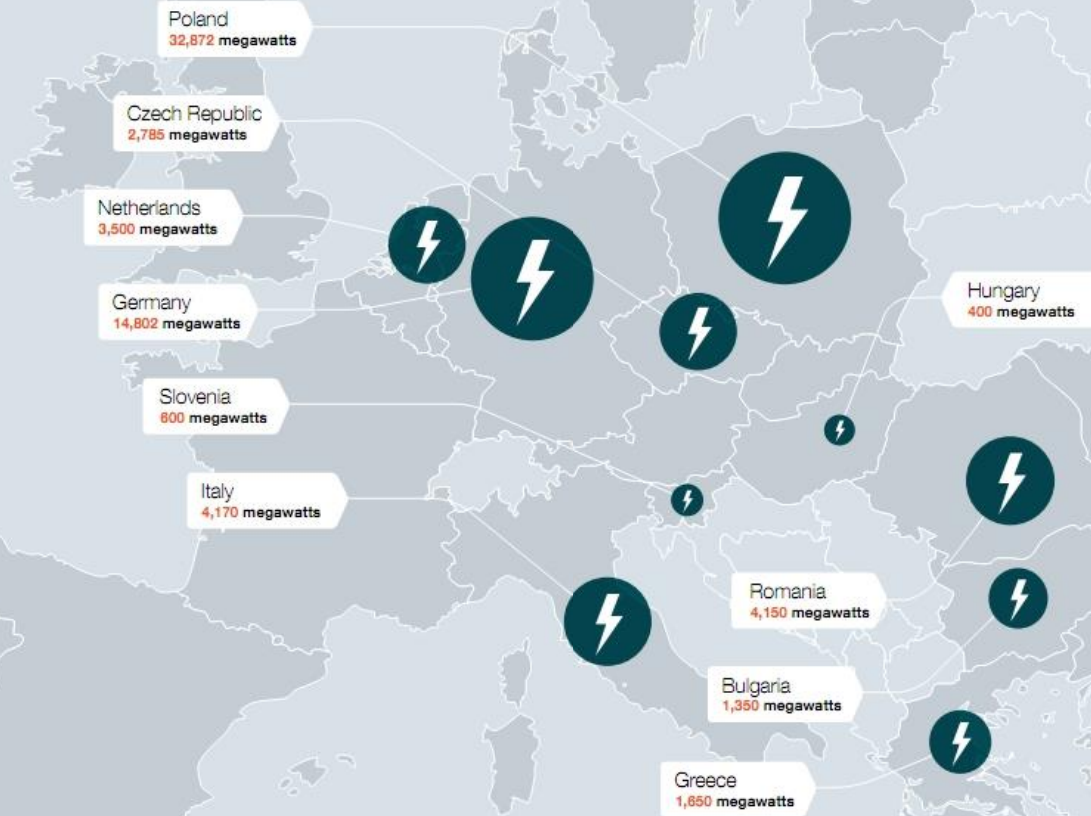 Poland
32,872 megawatts
Czech Republic
2,785 megawatts
Netherlands
3,500 megawatts
Germany
14,802 megawatts
Hungary
400 megawatts
Slovenia
600 megawatts
Italy
4,170 megawatts
Romania
4,150 megawatts
Bulgaria
1,350 megawatts
Greece
1,650 megawatts